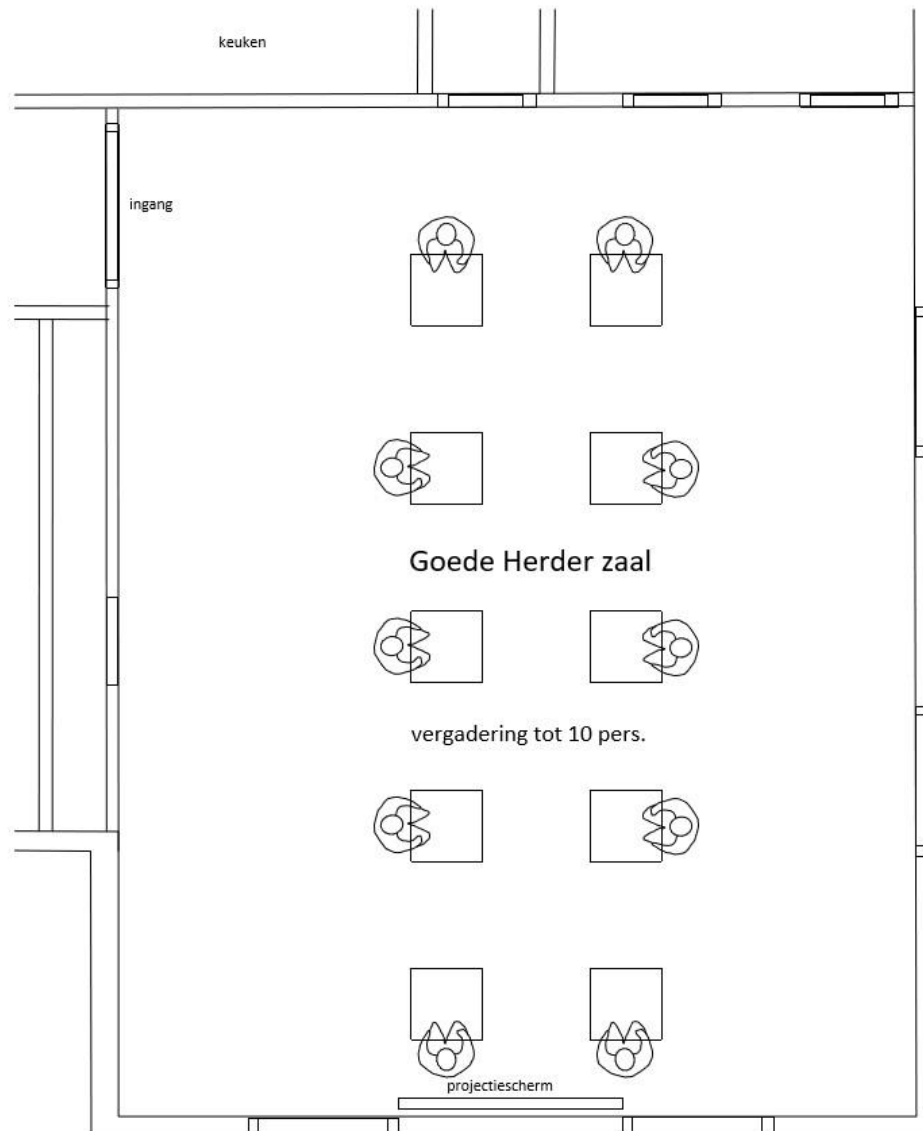 keuken
ingang
Goede Herder zaal
vergadering tot 10 pers.
projectiescherm